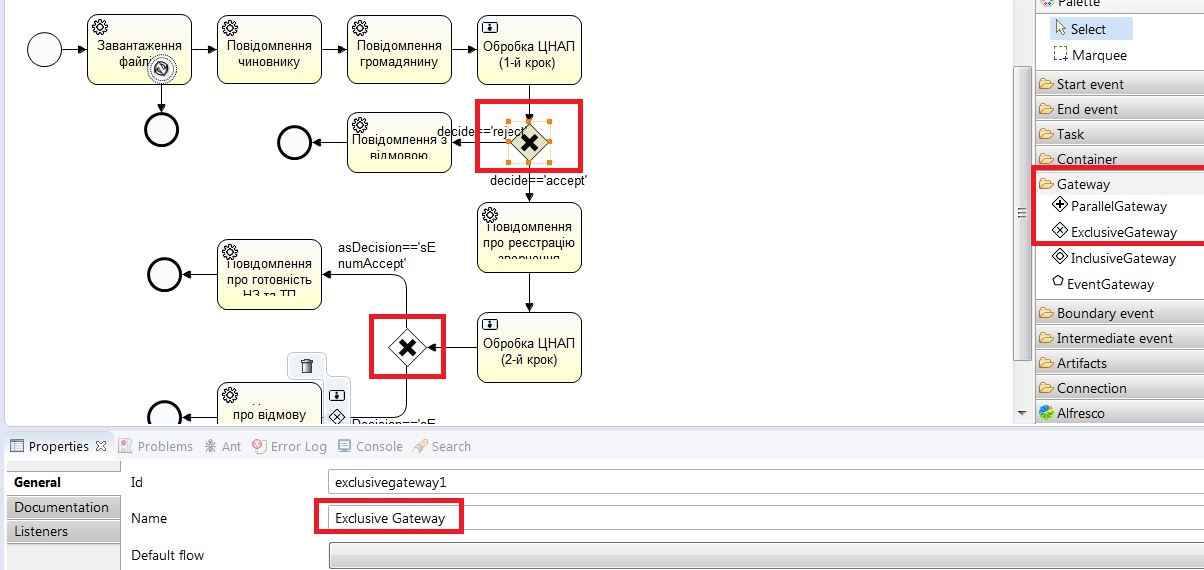 Завантаження
файлі
Повідомлення
чиновнику
Повідомлення
громадянину
Обробка ЦНАП
(1-й крок)
Повідомлення з
відмовою
decide=='reject
decide=='accept'
Повідомлення
про реєстрацію
звернення
asDecision=='sE
numAccept'
Повідомлення
про готовність
НЗ та ТП
Обробка ЦНАП
(2-й крок)
про відмову
Decision=='sE
Palette
Select
Marquee
Start event
End event
Task
Container
Gateway
ParallelGateway
ExclusiveGateway
InclusiveGateway
EventGateway
Boundary event
Intermediate event
Artifacts
Connection
Alfresco
Properties
Problems
Ant
Error Log
Console
Search
General
Documentation
Listeners
Id
exclusivegateway1
Name
Exclusive Gateway
Default flow